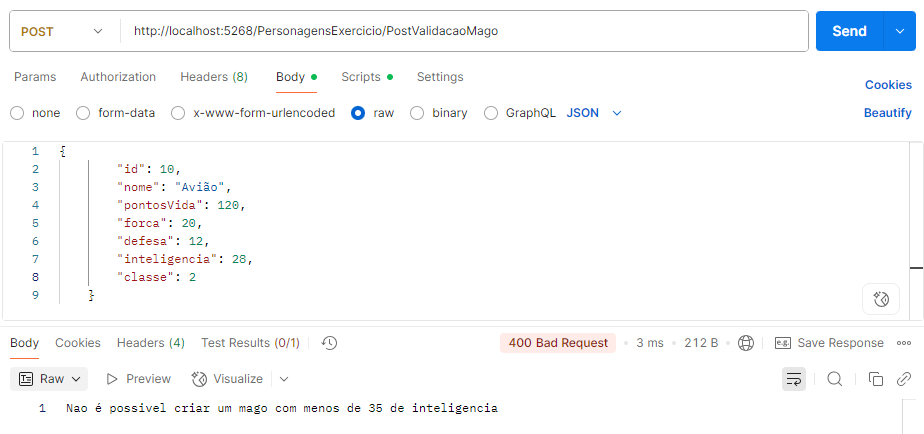 POST http://localhost:5268/PersonagensExercicio/PostValidacaoMago Send
Params Authorization Headers (8) Body Scripts Settings Cookies
none form-data x-www-form-urlencoded raw binary GraphQL JSON Beautify
1 {
2 "id": 10,
3 "nome": "Avião",
4 "pontosVida": 120,
5 "forca": 20,
6 "defesa": 12,
7 "inteligencia": 28,
8 "classe": 2
9 }
Body Cookies Headers (4) Test Results (0/1) 400 Bad Request 3 ms 212 B e.g. Save Response
Raw Preview Visualize
1 Nao é possivel criar um mago com menos de 35 de inteligencia